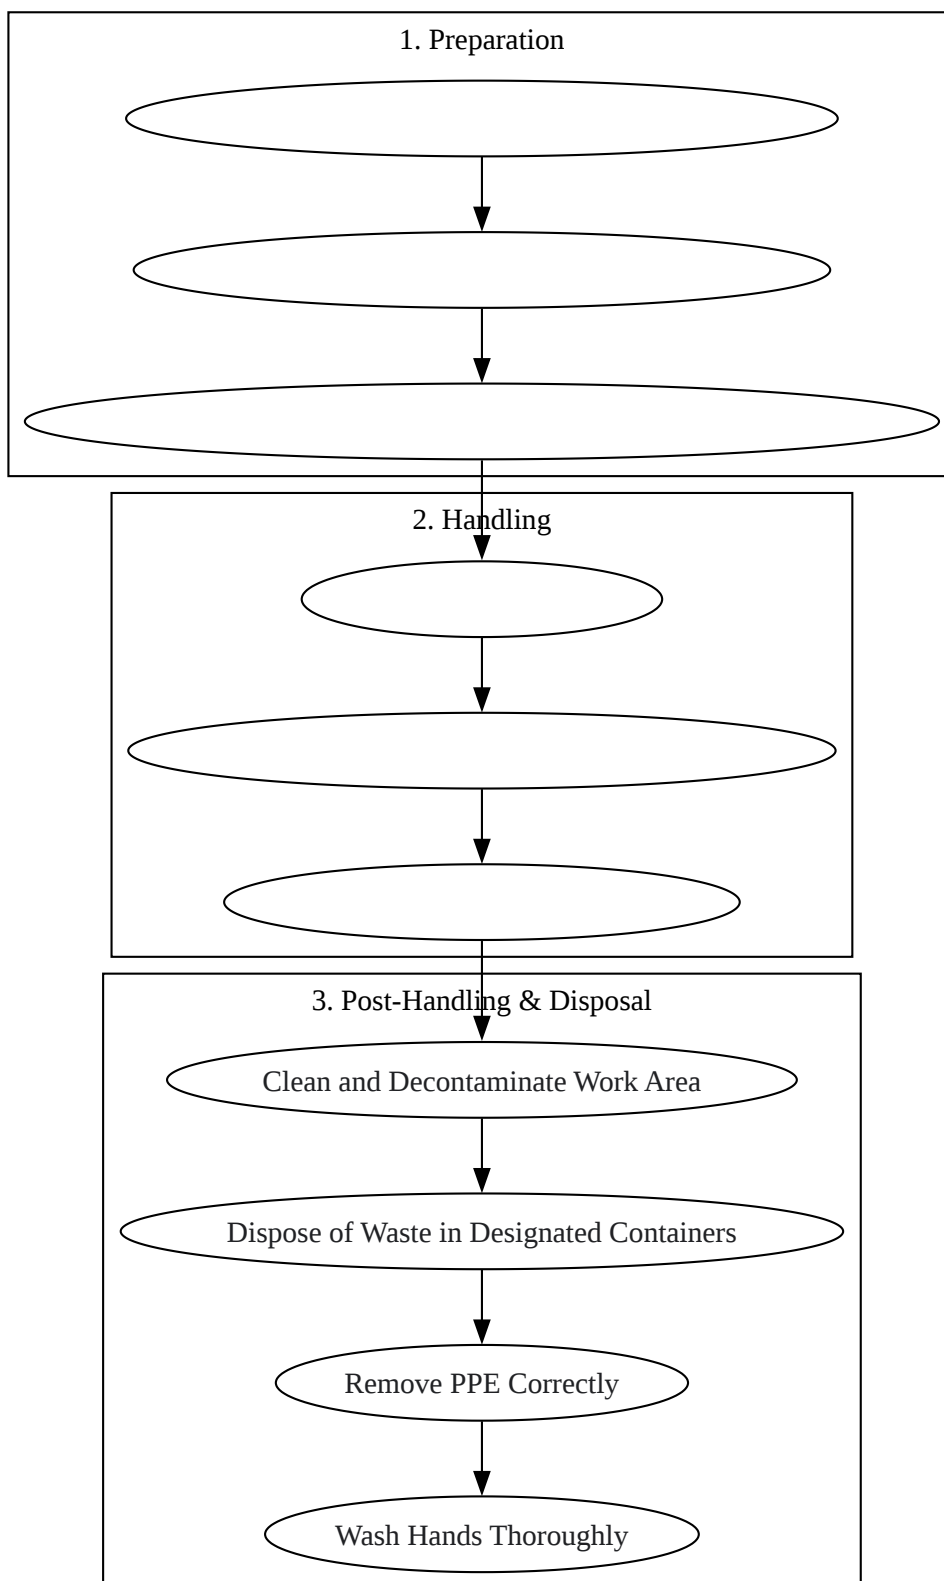 1. Preparation
2. Handling
3. Post-Handling & Disposal
Clean and Decontaminate Work Area
Dispose of Waste in Designated Containers
Remove PPE Correctly
Wash Hands Thoroughly